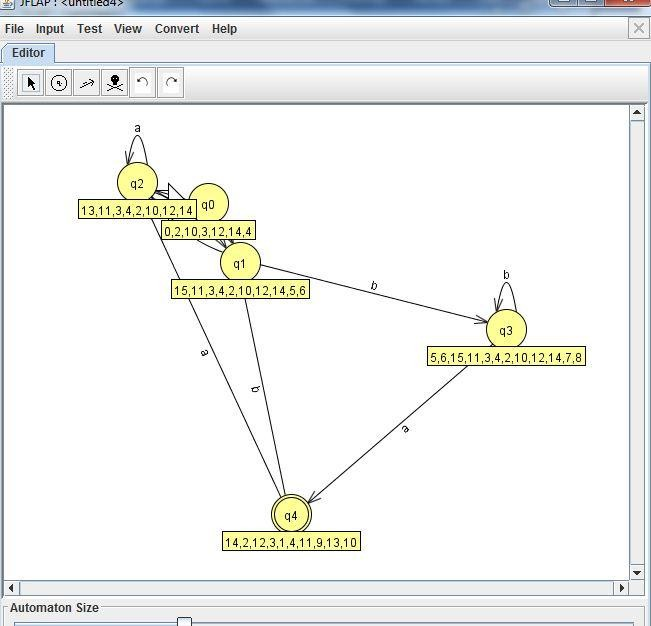 JFLAP : <untitled4>
File Input Test View Convert Help
Editor
a
q2
13,11,3,4,2,10,12,14
q0
0,2,10,3,12,14,4
q1
15,11,3,4,2,10,12,14,5,6
b
b
q3
5,6,15,11,3,4,2,10,12,14,7,8
a
b
a
q4
14,2,12,3,1,4,11,9,13,10
Automaton Size